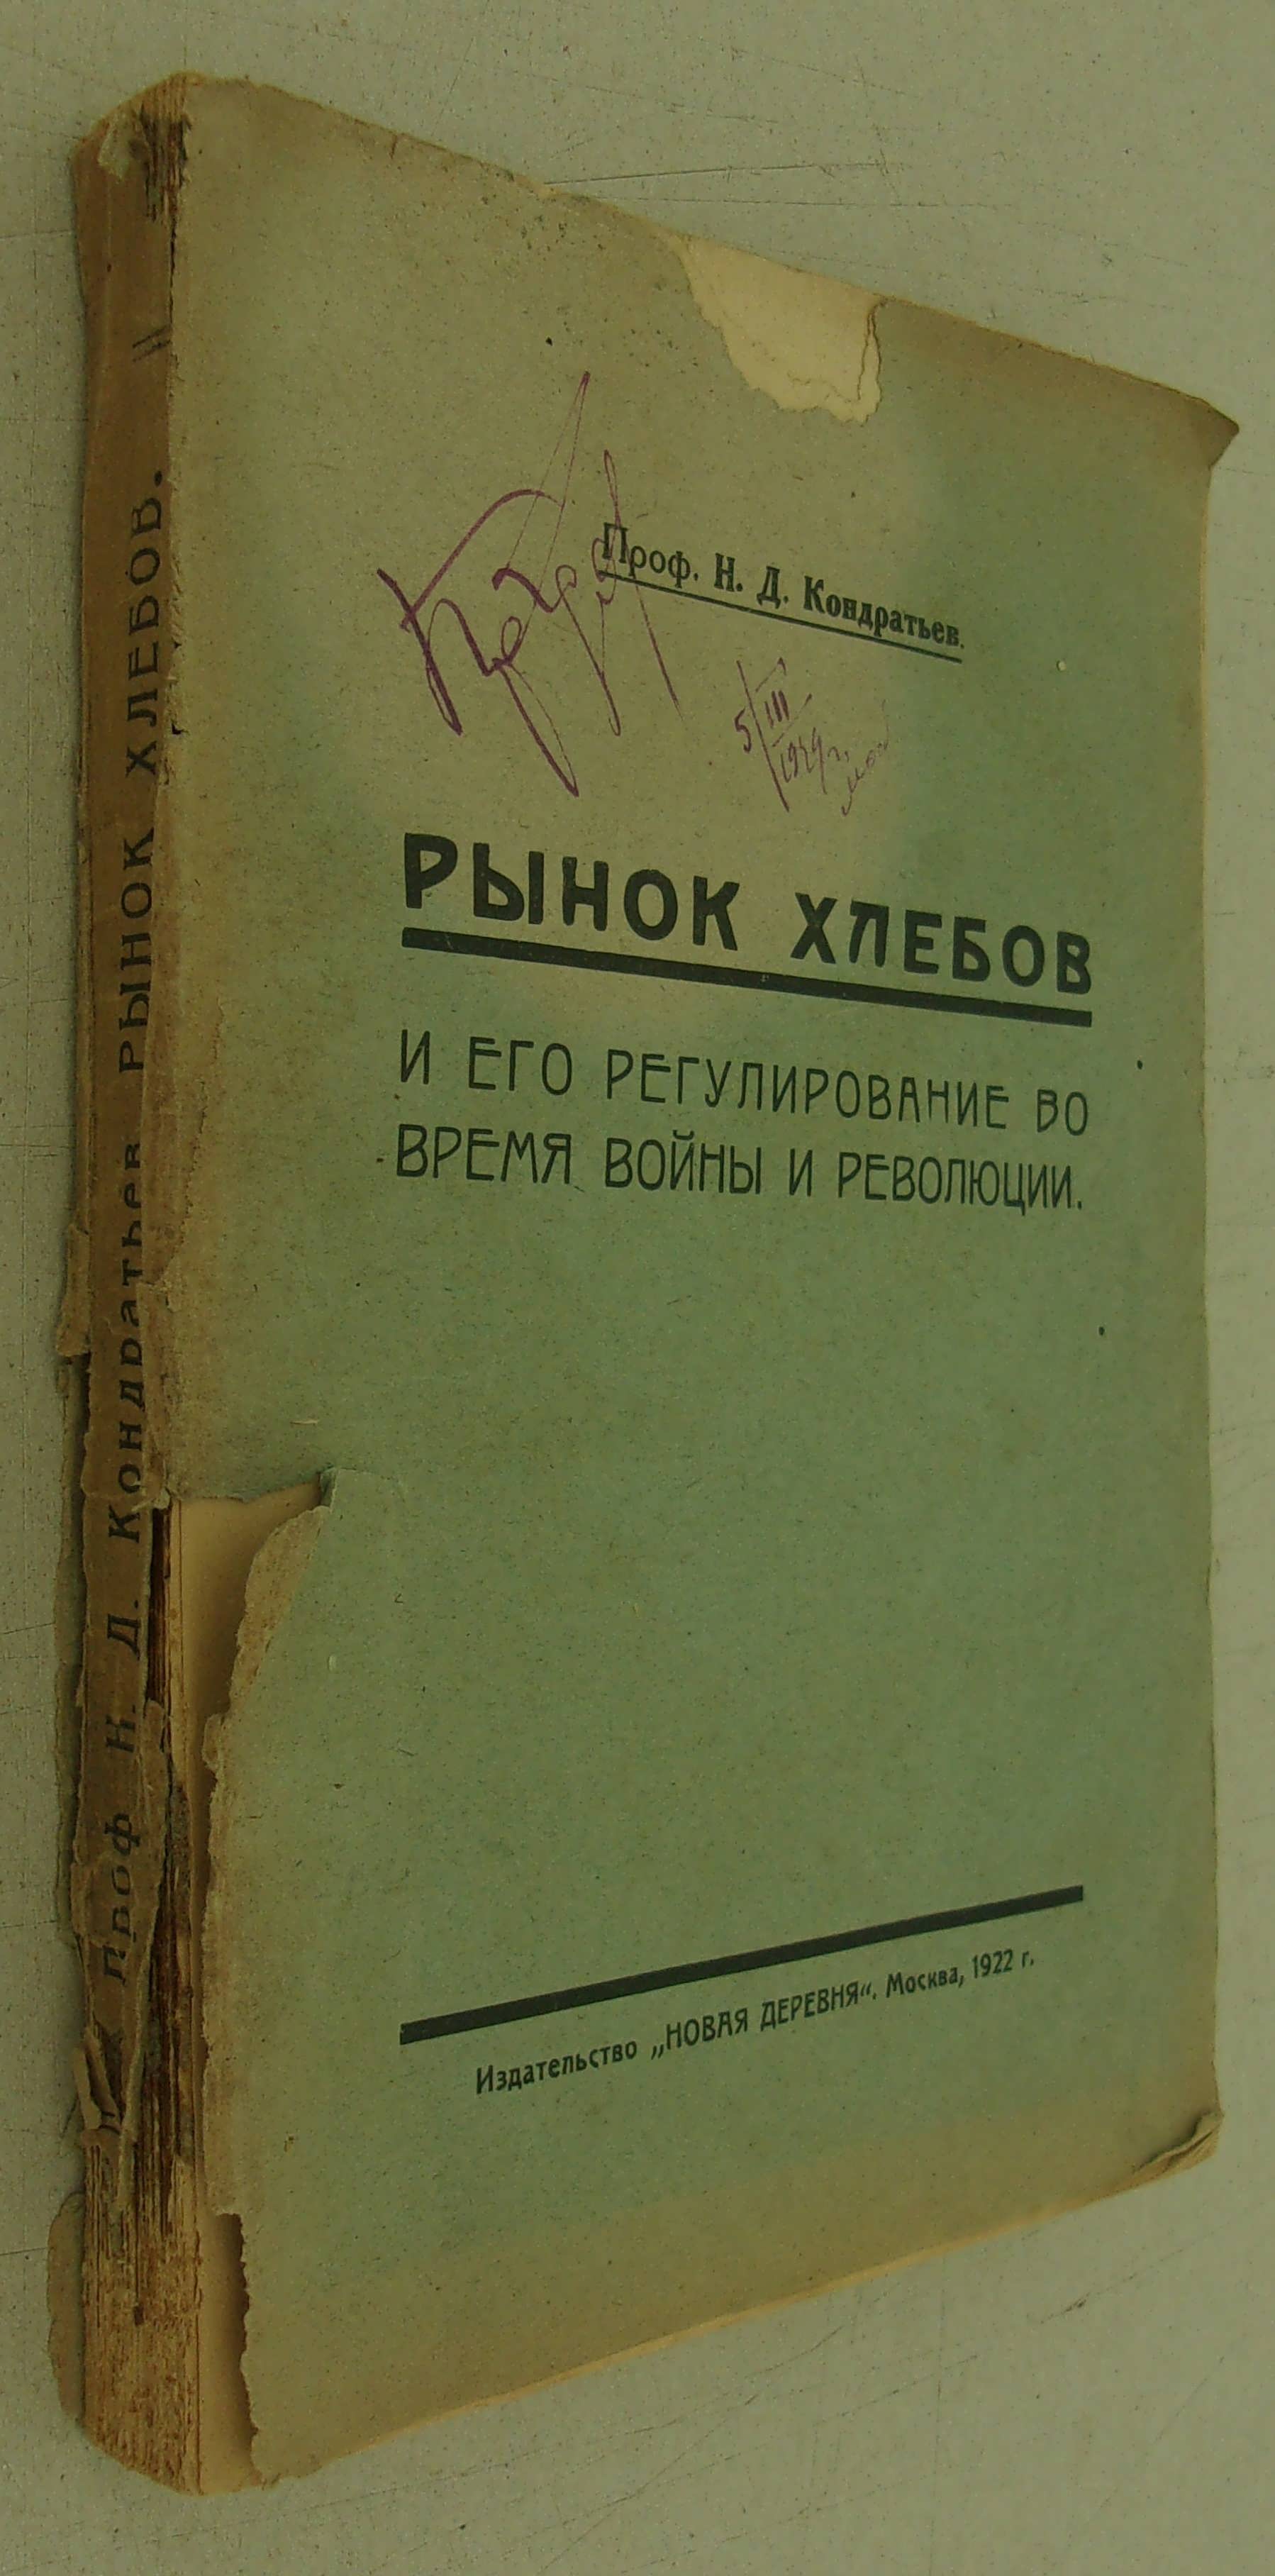 Проф. Н. Д. Кондратьев.
5/III
1929 г.
РЫНОК ХЛЕБОВ
И ЕГО РЕГУЛИРОВАНИЕ ВО
ВРЕМЯ ВОЙНЫ И РЕВОЛЮЦИИ.
Издательство „НОВАЯ ДЕРЕВНЯ“. Москва, 1922 г.
Проф Н. Д. Кондратьев РЫНОК ХЛЕБОВ.